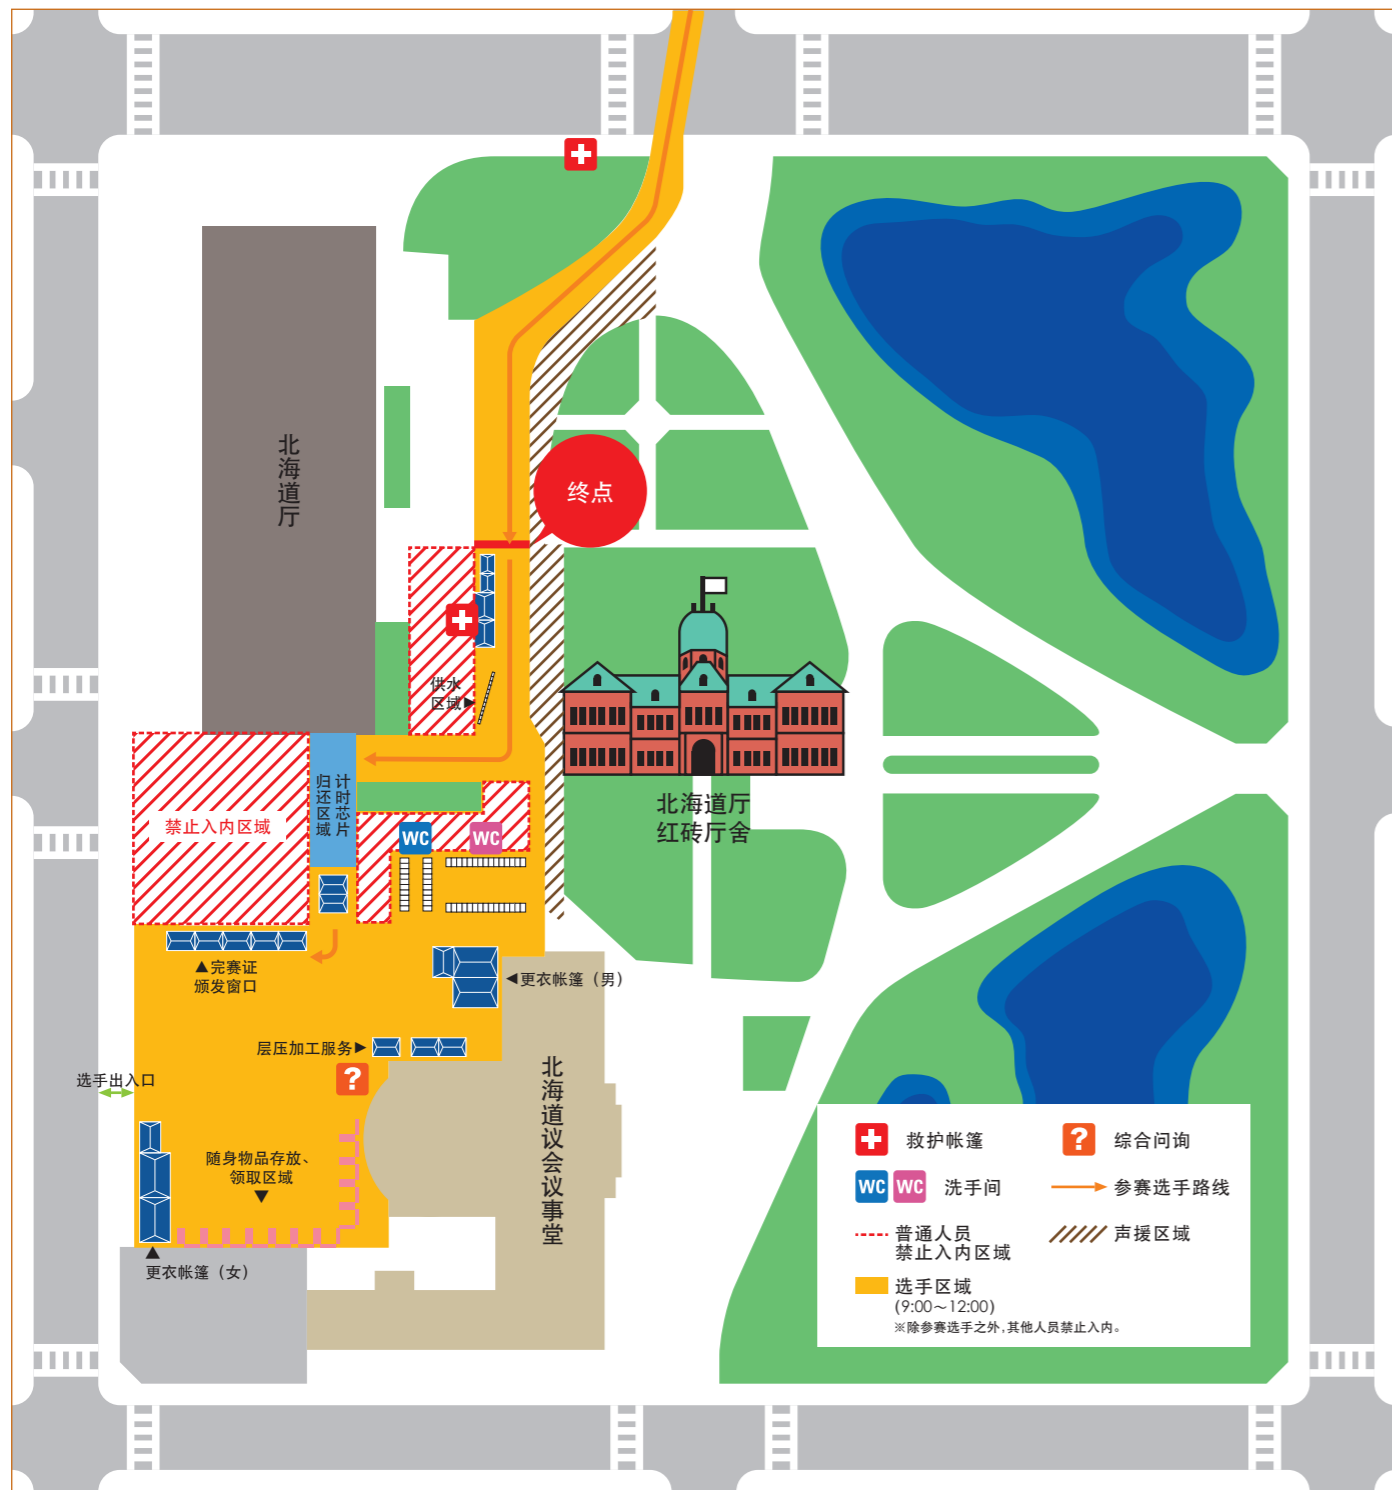 北海道厅
终点
供水
区域▶
计时芯片
归还区域
禁止入内区域
WC
WC
北海道厅
红砖厅舍
▲完赛证
颁发窗口
◀更衣帐篷（男）
层压加工服务▶
?
选手出入口
北海道议会议事堂
随身物品存放、
领取区域
▼
▲
更衣帐篷（女）
救护帐篷
? 综合问询
WC WC 洗手间
参赛选手路线
普通人员
禁止入内区域
声援区域
选手区域
(9:00～12:00)
※除参赛选手之外,其他人员禁止入内。